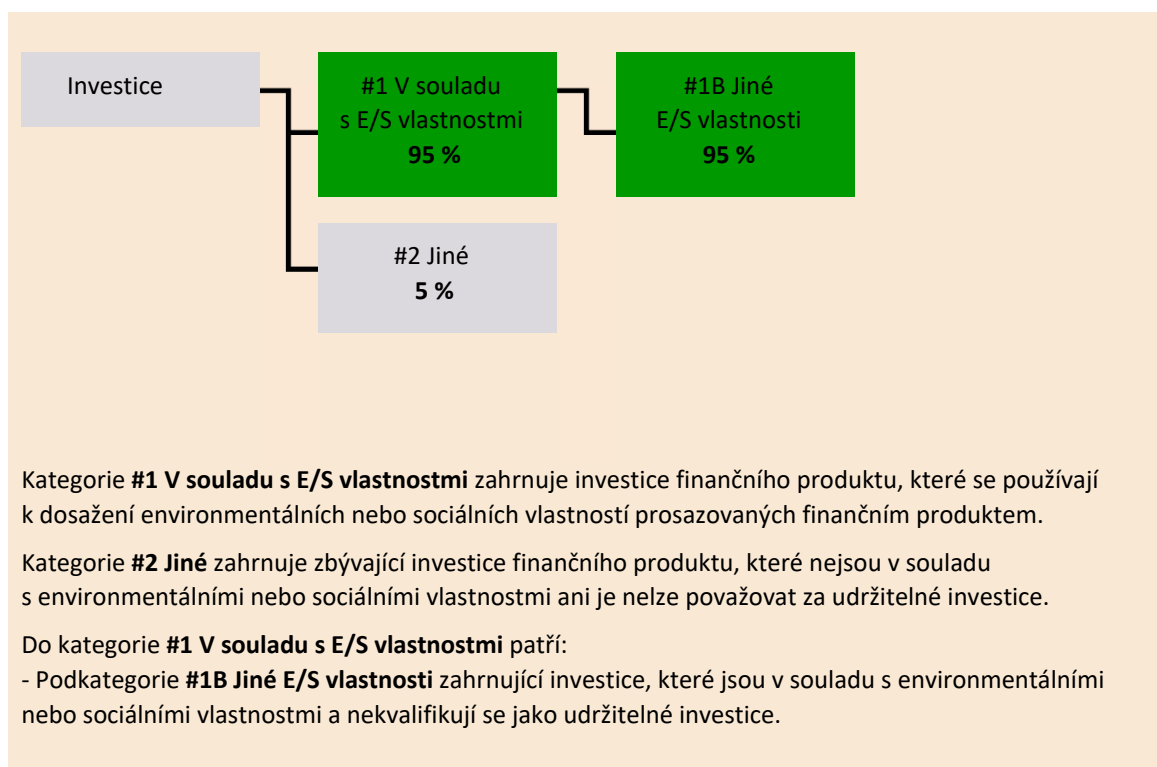 Investice
#1 V souladu
s E/S vlastnostmi
95 %
#1B Jiné
E/S vlastnosti
95 %
#2 Jiné
5 %
Kategorie #1 V souladu s E/S vlastnostmi zahrnuje investice finančního produktu, které se používají
k dosažení environmentálních nebo sociálních vlastností prosazovaných finančním produktem.
Kategorie #2 Jiné zahrnuje zbývající investice finančního produktu, které nejsou v souladu
s environmentálními nebo sociálními vlastnostmi ani je nelze považovat za udržitelné investice.
Do kategorie #1 V souladu s E/S vlastnostmi patří:
- Podkategorie #1B Jiné E/S vlastnosti zahrnující investice, které jsou v souladu s environmentálními
nebo sociálními vlastnostmi a nekvalifikují se jako udržitelné investice.